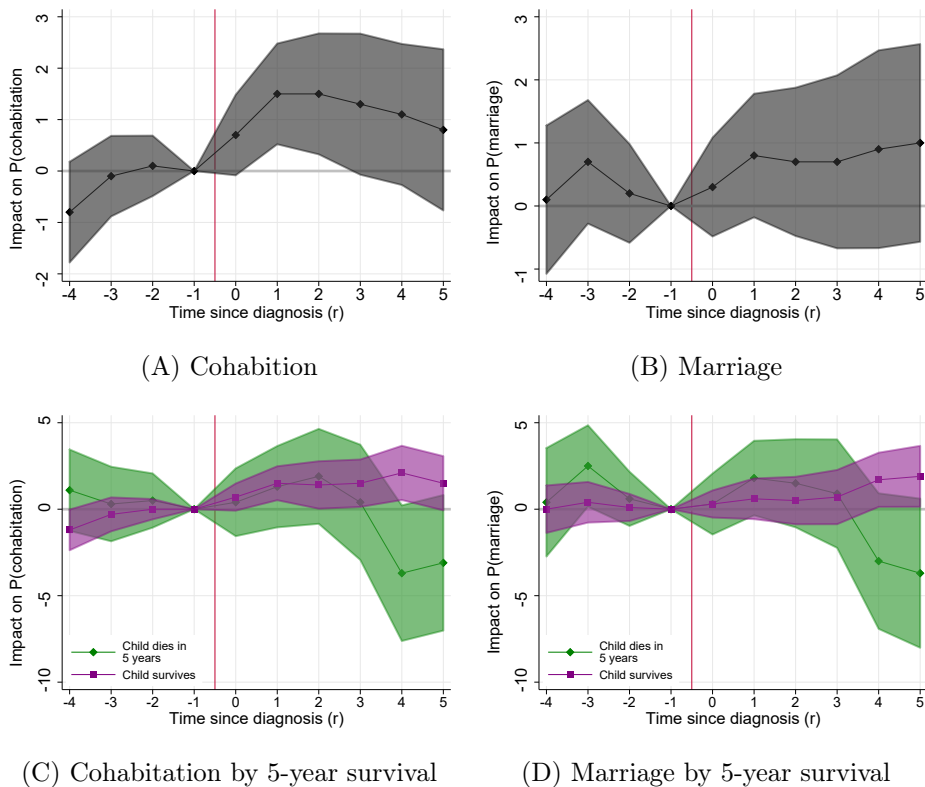 3
2
1
0
-1
-2
Impact on P(cohabitation
-4 -3 -2 -1 0 1 2 3 4 5
Time since diagnosis (r)
(A) Cohabition
3
2
1
0
-1
Impact on P(marriage)
-4 -3 -2 -1 0 1 2 3 4 5
Time since diagnosis (r)
(B) Marriage
5
0
-5
-10
Impact on P(cohabitation)
Child dies in
5 years
Child survives
-4 -3 -2 -1 0 1 2 3 4 5
Time since diagnosis (r)
(C) Cohabitation by 5-year survival
5
0
-5
-10
Impact on P(marrriage)
Child dies in
5 years
Child survives
-4 -3 -2 -1 0 1 2 3 4 5
Time since diagnosis (r)
(D) Marriage by 5-year survival